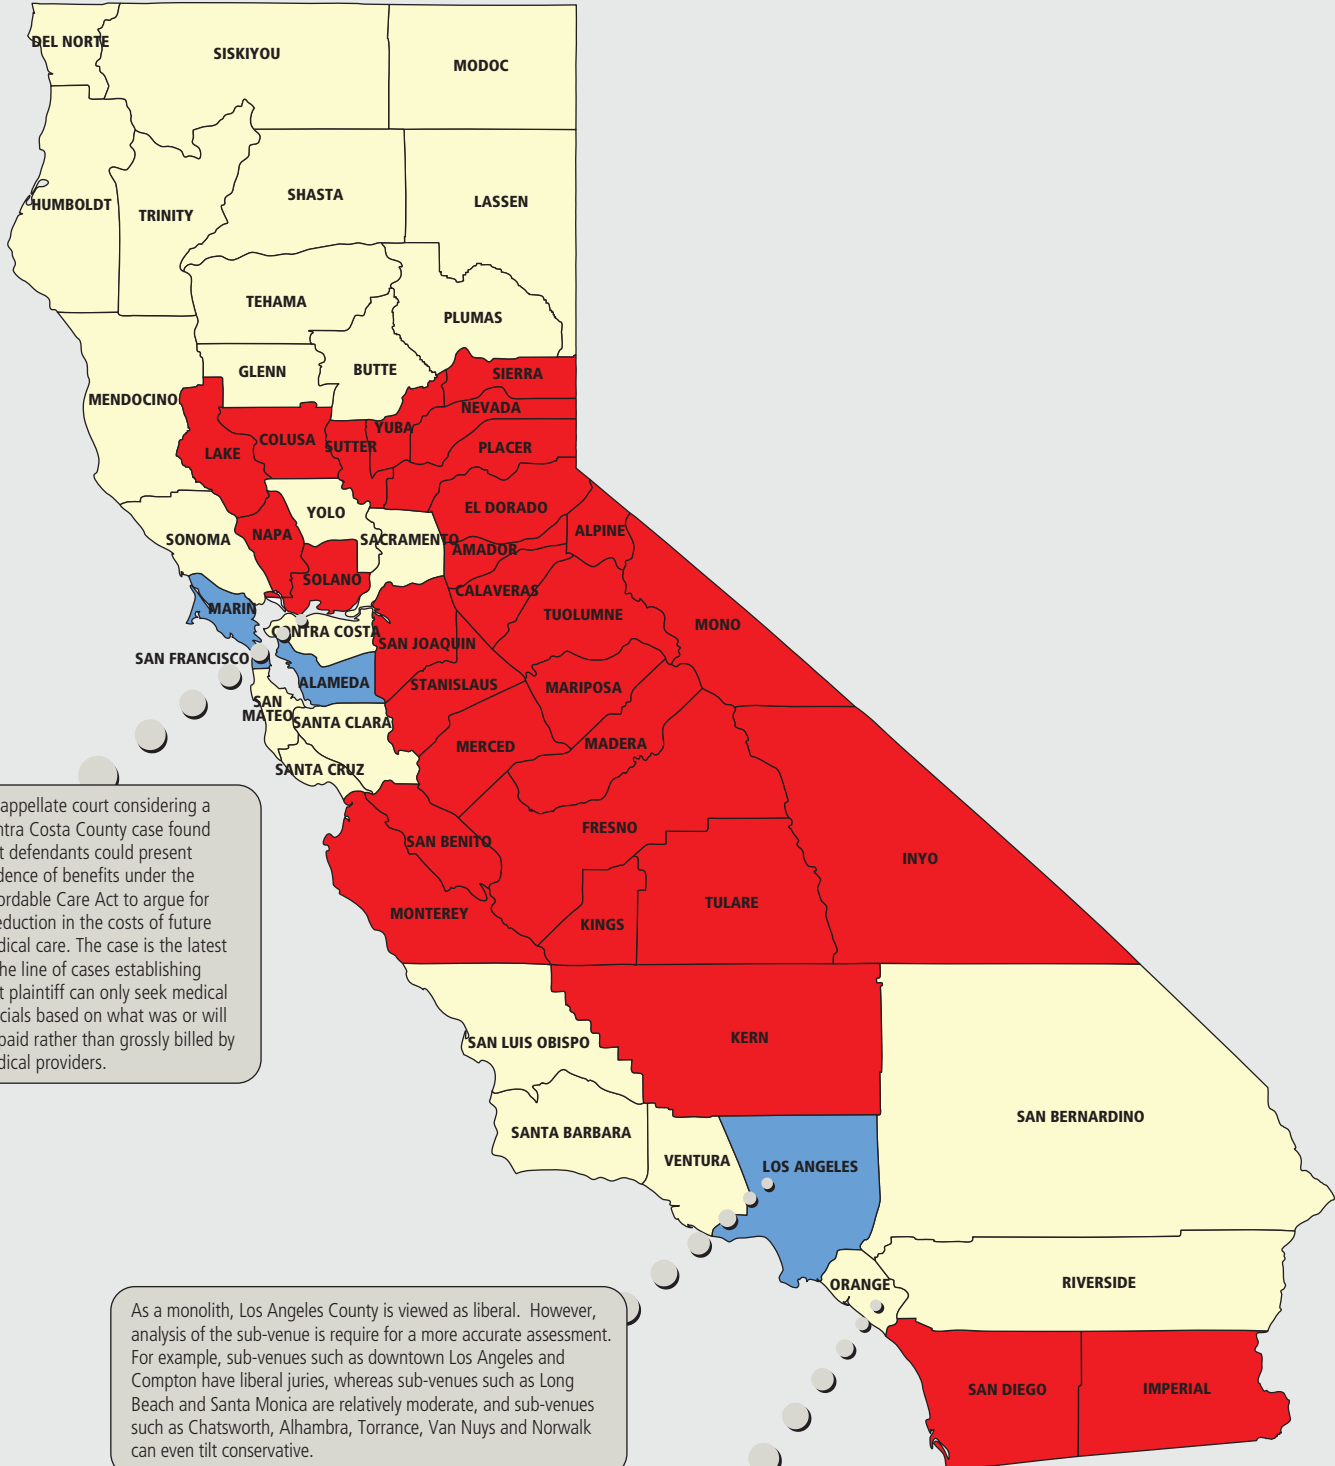 DEL NORTE
SISKIYOU
MODOC
HUMBOLDT
TRINITY
SHASTA
LASSEN
TEHAMA
PLUMAS
GLENN
BUTTE
SIERRA
MENDOCINO
NEVADA
YUBA
COLUSA
SUTTER
PLACER
LAKE
EL DORADO
YOLO
NAPA
SONOMA
SACRAMENTO
ALPINE
AMADOR
SOLANO
CALAVERAS
MARIN
TUOLUMNE
MONO
CONTRA COSTA
SAN JOAQUIN
SAN FRANCISCO
ALAMEDA
STANISLAUS
MARIPOSA
SAN
MATEO
SANTA CLARA
MERCED
MADERA
SANTA CRUZ
appellate court considering a
ntra Costa County case found
t defendants could present
dence of benefits under the
ordable Care Act to argue for
eduction in the costs of future
dical care. The case is the latest
he line of cases establishing
t plaintiff can only seek medical
cials based on what was or will
paid rather than grossly billed by
dical providers.
FRESNO
SAN BENITO
INYO
TULARE
MONTEREY
KINGS
KERN
SAN LUIS OBISPO
SAN BERNARDINO
SANTA BARBARA
VENTURA
LOS ANGELES
ORANGE
RIVERSIDE
SAN DIEGO
IMPERIAL
As a monolith, Los Angeles County is viewed as liberal. However,
analysis of the sub-venue is require for a more accurate assessment.
For example, sub-venues such as downtown Los Angeles and
Compton have liberal juries, whereas sub-venues such as Long
Beach and Santa Monica are relatively moderate, and sub-venues
such as Chatsworth, Alhambra, Torrance, Van Nuys and Norwalk
can even tilt conservative.